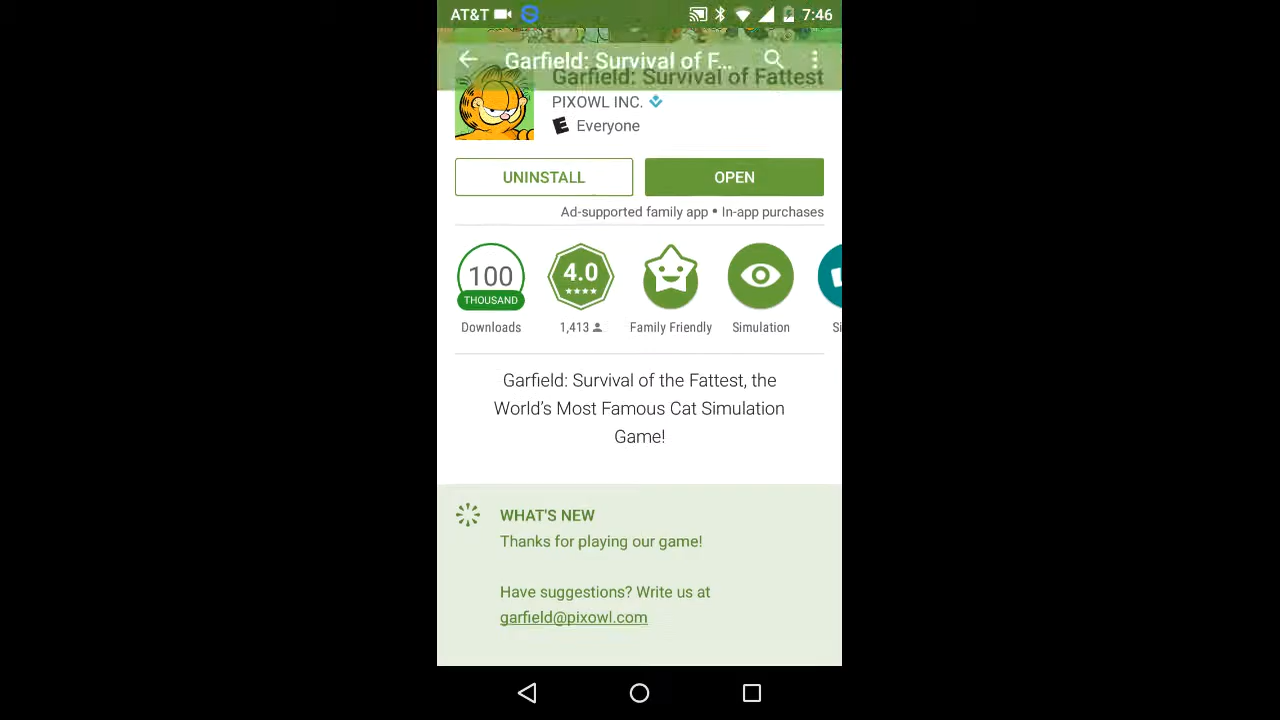 AT&T 7:46
Garfield: Survival of F...
Garfield: Survival of Fattest
PIXOWL INC.
E Everyone
UNINSTALL OPEN
Ad-supported family app • In-app purchases
100 4.0
THOUSAND
Downloads 1,413 Family Friendly Simulation Si
Garfield: Survival of the Fattest, the
World’s Most Famous Cat Simulation
Game!
WHAT'S NEW
Thanks for playing our game!
Have suggestions? Write us at
garfield@pixowl.com